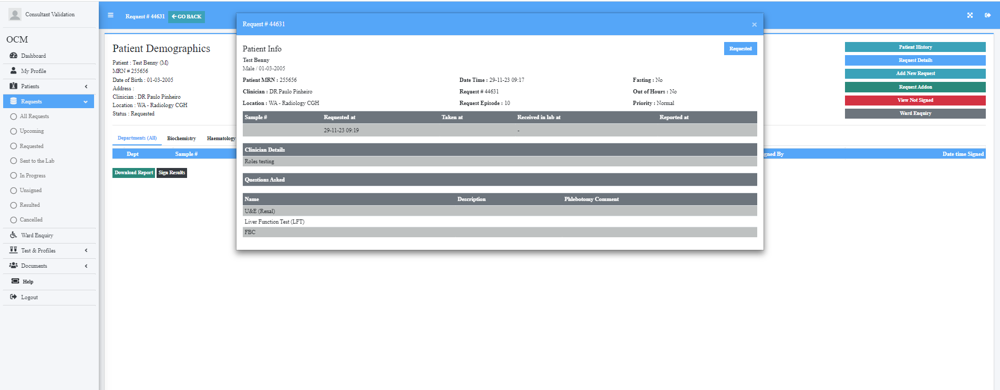 Consultant Validation
OCM
Dashboard
My Profile
Patients
Requests
All Requests
Upcoming
Requested
Sent to the Lab
In Progress
Unsigned
Resulted
Cancelled
Ward Enquiry
Test & Profiles
Documents
Help
Logout
Request # 44631 GO BACK
Patient Demographics
Patient : Test Benny (M)
MRN # 255656
Date of Birth : 01-03-2005
Address :
Clinician : DR Paulo Pinheiro
Location : WA - Radiology CGH
Status : Requested
Departments (All) Biochemistry Haematology
Dept Sample #
Download Report Sign Results
Request # 44631 ×
Patient Info Requested
Test Benny
Male / 01-03-2005
Patient MRN : 255656 Date Time : 29-11-23 09:17 Fasting : No
Clinician : DR Paulo Pinheiro Request # 44631 Out of Hours : No
Location : WA - Radiology CGH Request Episode : 10 Priority : Normal
Sample # Requested at Taken at Received in lab at Reported at
29-11-23 09:19 -
Clinician Details
Roles testing
Questions Asked
Name Description Phlebotomy Comment
U&E (Renal)
Liver Function Test (LFT)
FBC
Patient History
Request Details
Add New Request
Request Addon
View Not Signed
Ward Enquiry
gned By Date time Signed